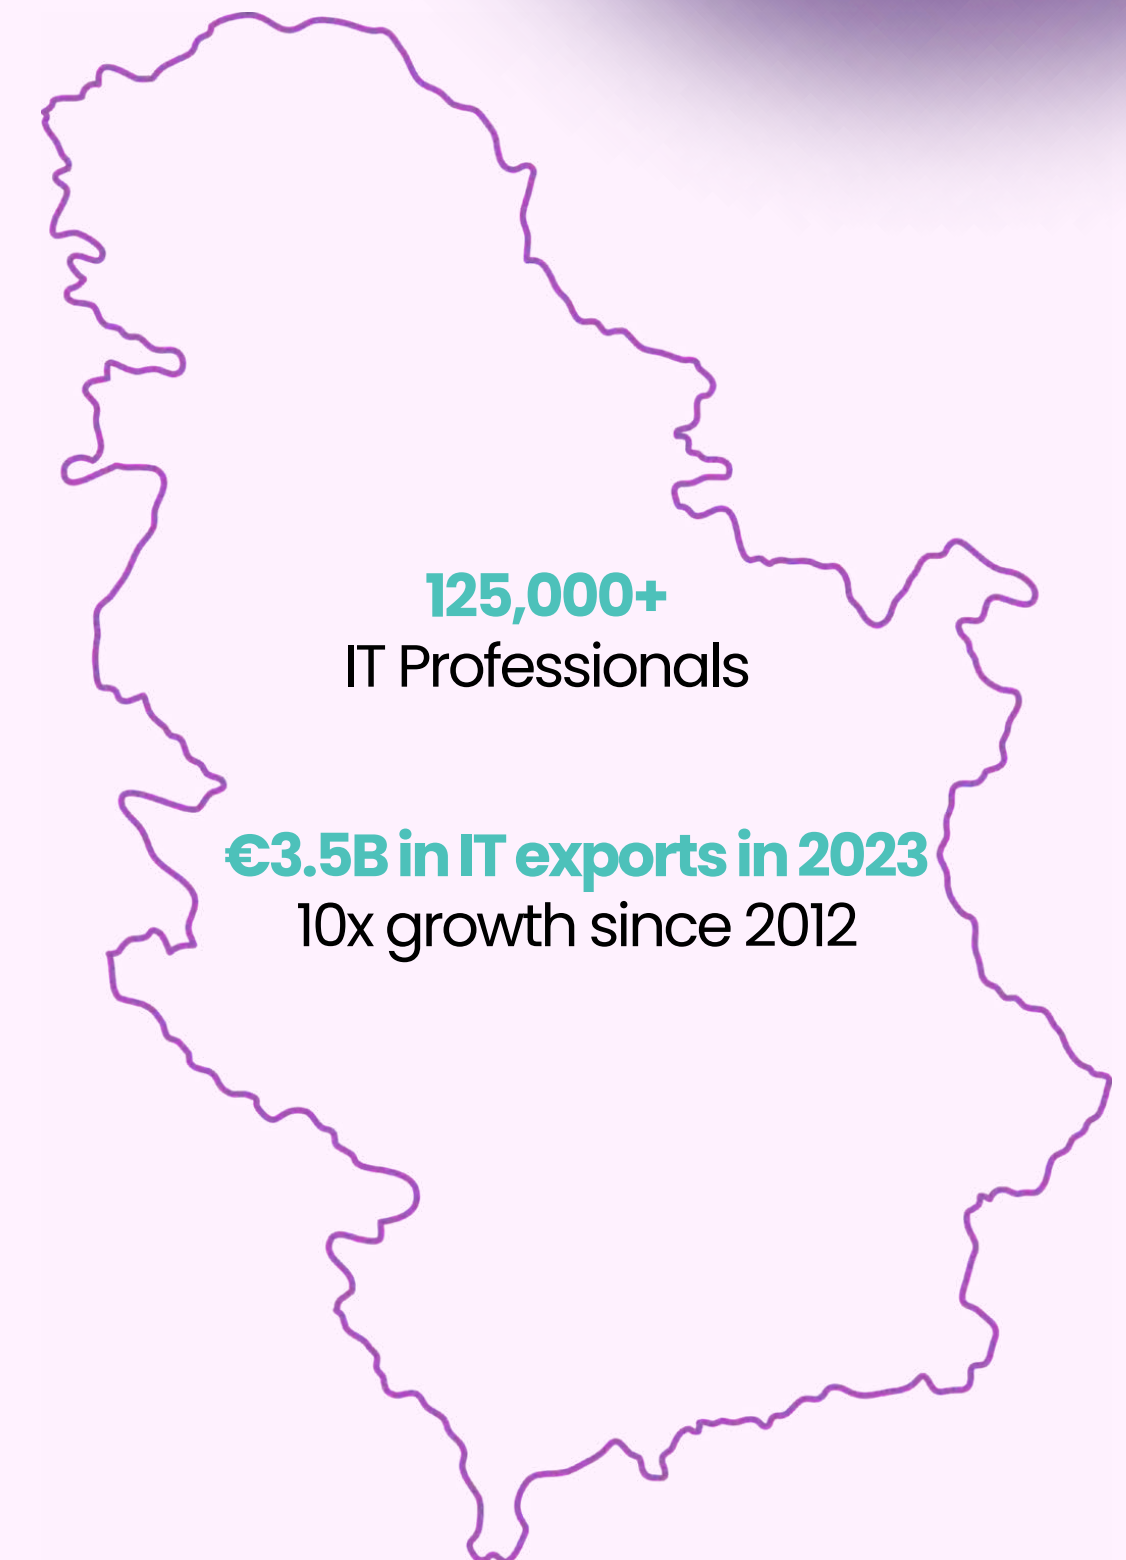 125,000+
IT Professionals
€3.5B in IT exports in 2023
10x growth since 2012